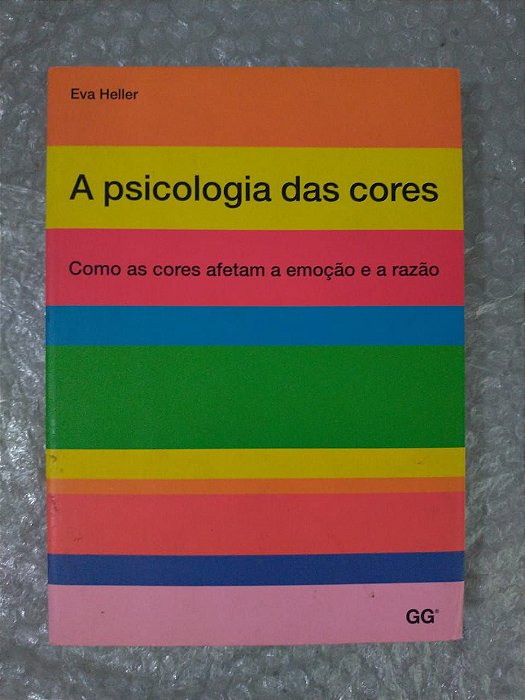 Eva Heller
A psicologia das cores
Como as cores afetam a emoção e a razão
GG®